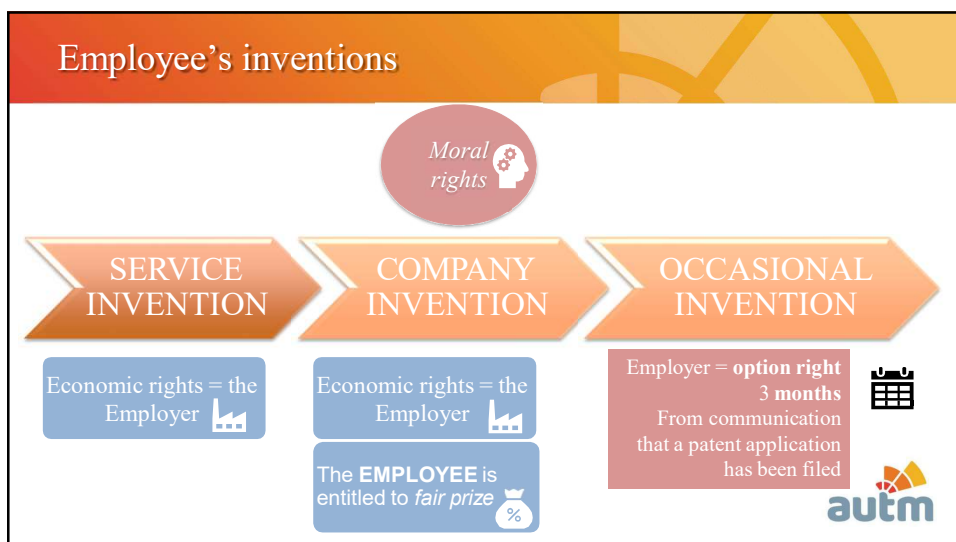 Employee’s inventions
Moral
rights
SERVICE
INVENTION
COMPANY
INVENTION
OCCASIONAL
INVENTION
Economic rights = the
Employer
Economic rights = the
Employer
The EMPLOYEE is
entitled to fair prize
%
Employer = option right
3 months
From communication
that a patent application
has been filed
autm